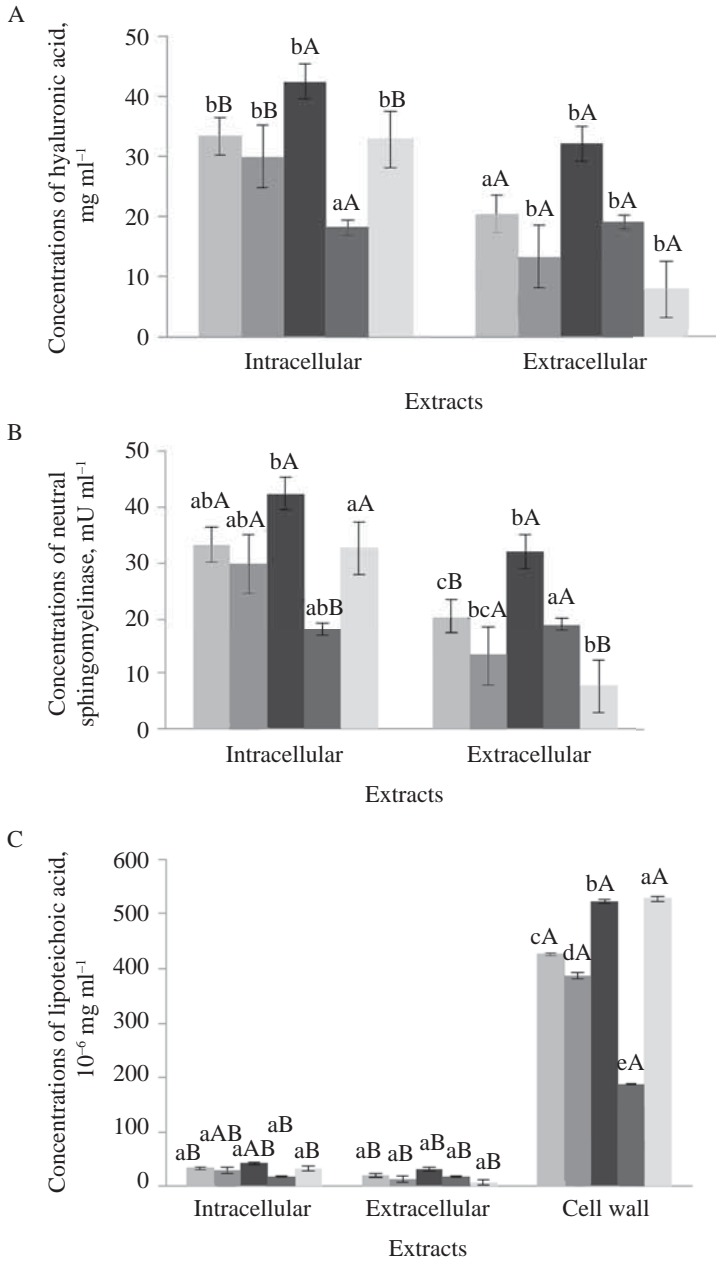 A
Concentrations of hyaluronic acid,
mg ml⁻¹
50
40
30
20
10
0
bB
bB
bA
aA
bB
aA
bA
bA
bA
bA
Intracellular
Extracellular
Extracts
B
Concentrations of neutral
sphingomyelinase, mU ml⁻¹
50
40
30
20
10
0
abA
abA
bA
abB
aA
cB
bcA
bA
aA
bB
Intracellular
Extracellular
Extracts
C
Concentrations of lipoteichoic acid,
10⁻⁶ mg ml⁻¹
600
500
400
300
200
100
0
aB
aAB
aAB
aB
aB
aB
aB
aB
aB
aB
cA
dA
bA
eA
aA
Intracellular
Extracellular
Cell wall
Extracts